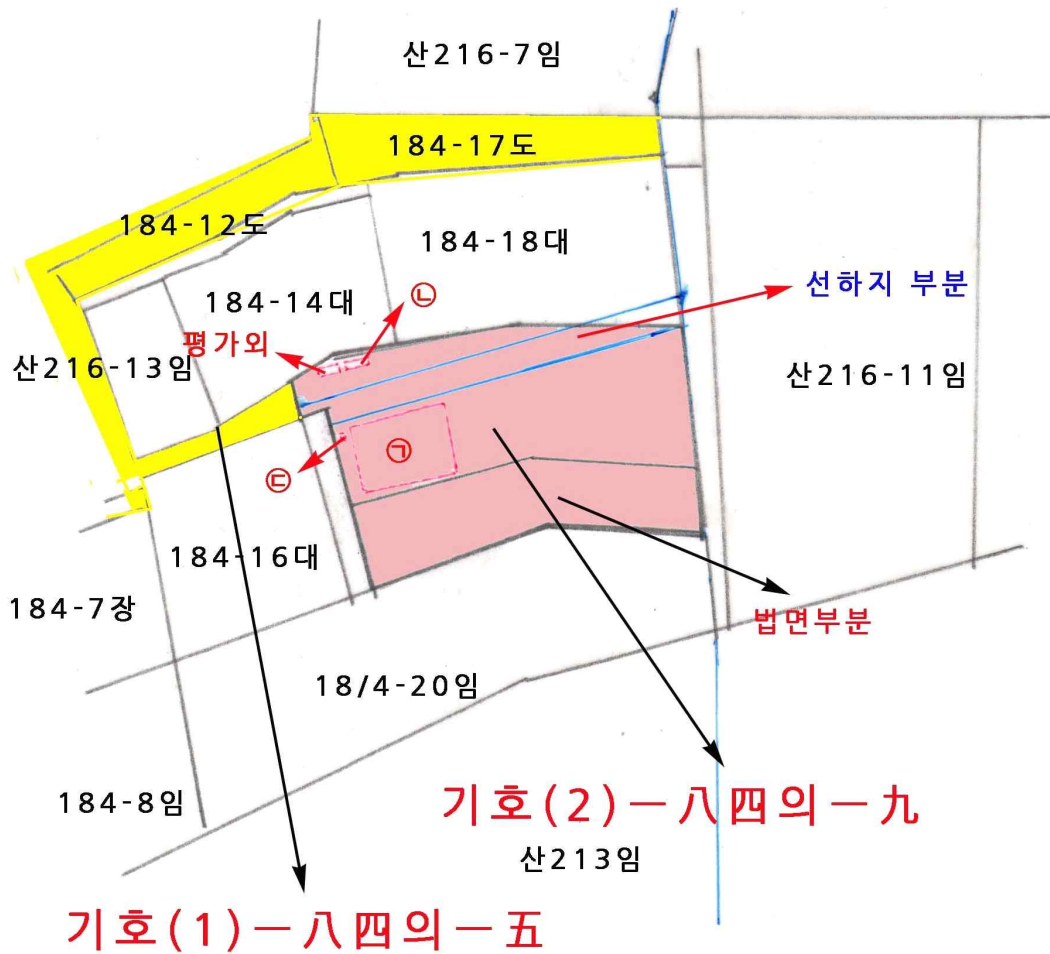 산216-7임
184-17도
184-12도
184-18대
선하지 부분
184-14대
㉡
평가외
산216-13임
산216-11임
㉠
㉢
184-16대
184-7장
법면부분
18/4-20임
184-8임
기호(2)一八四의一九
산213임
기호(1)一八四의一五